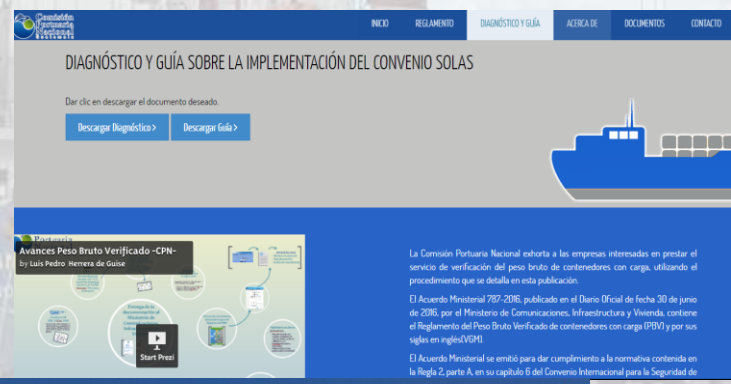 Comisión
Portuaria
Nacional
INICIO
REGLAMENTO
DIAGNÓSTICO Y GUÍA
ACERCA DE
DOCUMENTOS
CONTACTO
DIAGNÓSTICO Y GUÍA SOBRE LA IMPLEMENTACIÓN DEL CONVENIO SOLAS
Dar clic en descargar el documento deseado.
Descargar Diagnóstico >
Descargar Guía >
Portuaria
Avances Peso Bruto Verificado -CPN-
by Luis Pedro Herrera de Guise
Start Prezi
La Comisión Portuaria Nacional exhorta a las empresas interesadas en prestar el
servicio de verificación del peso bruto de contenedores con carga, utilizando el
procedimiento que se detalla en esta publicación.
El Acuerdo Ministerial 787-2016, publicado en el Diario Oficial de fecha 30 de junio
de 2016, por el Ministerio de Comunicaciones, Infraestructura y Vivienda, contiene
el Reglamento del Peso Bruto Verificado de contenedores con carga (PBV) y por sus
siglas en inglés(VGM).
El Acuerdo Ministerial se emitió para dar cumplimiento a la normativa contenida en
la Regla 2, parte A, en su capítulo 6 del Convenio Internacional para la Seguridad de